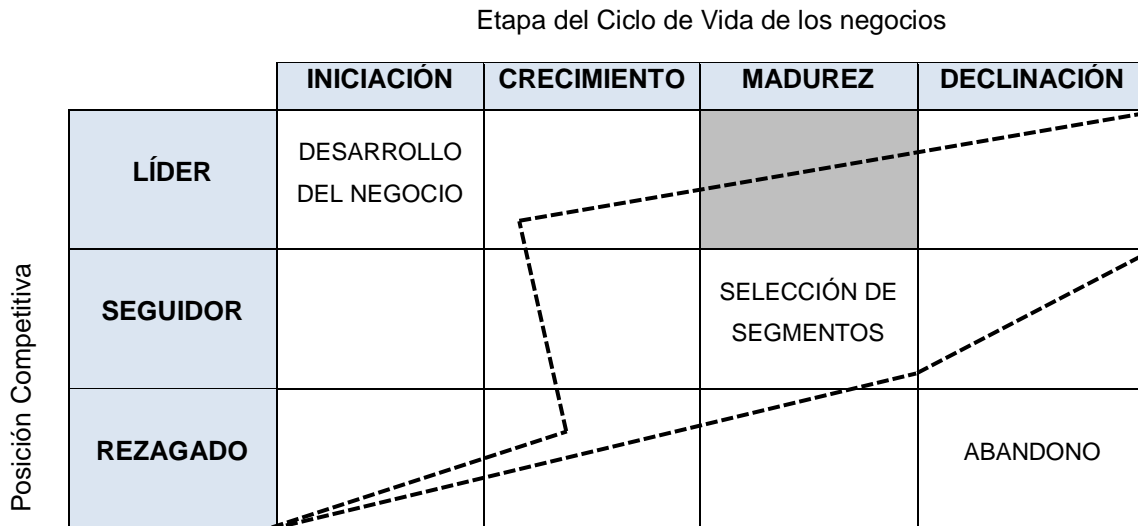 Etapa del Ciclo de Vida de los negocios
INICIACIÓN CRECIMIENTO MADUREZ DECLINACIÓN
LÍDER
DESARROLLO
DEL NEGOCIO
Posición Competitiva
SEGUIDOR
SELECCIÓN DE
SEGMENTOS
REZAGADO
ABANDONO